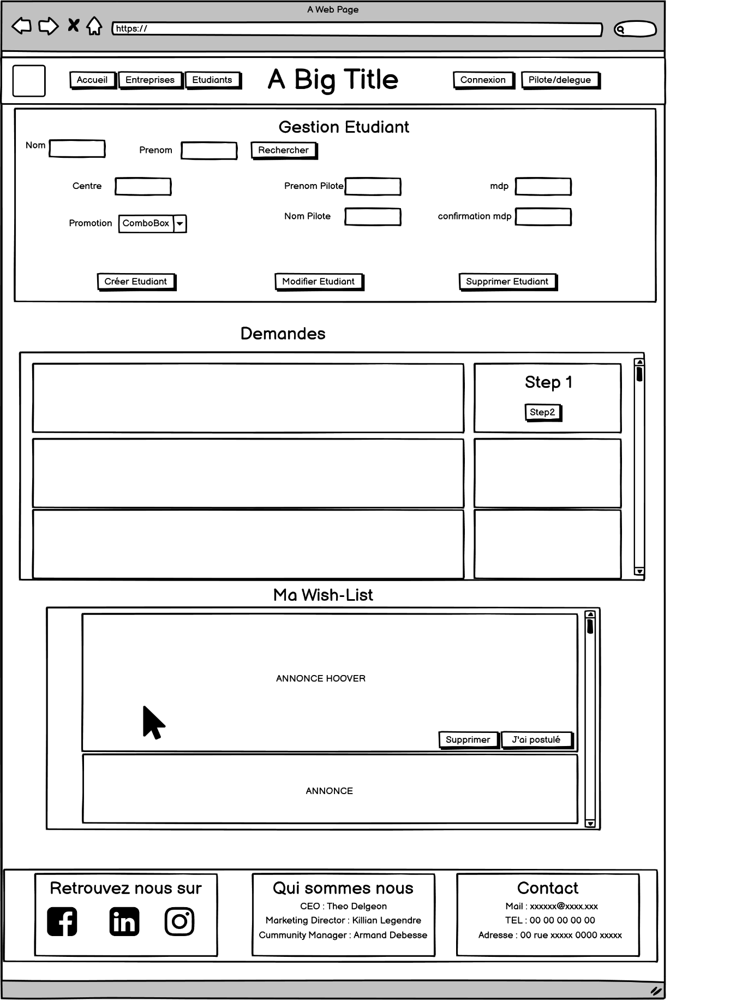 A Web Page
https://
Accueil
Entreprises
Etudiants
A Big Title
Connexion
Pilote/delegue
Gestion Etudiant
Nom
Prenom
Rechercher
Centre
Prenom Pilote
mdp
Promotion
ComboBox
Nom Pilote
confirmation mdp
Créer Etudiant
Modifier Etudiant
Supprimer Etudiant
Demandes
Step 1
Step2
Ma Wish-List
ANNONCE HOOVER
Supprimer
J'ai postulé
ANNONCE
Retrouvez nous sur
Qui sommes nous
CEO : Theo Delgeon
Marketing Director : Killian Legendre
Cummunity Manager : Armand Debesse
Contact
Mail : xxxxxx@xxxx.xxx
TEL : 00 00 00 00 00
Adresse : 00 rue xxxxx 0000 xxxxx